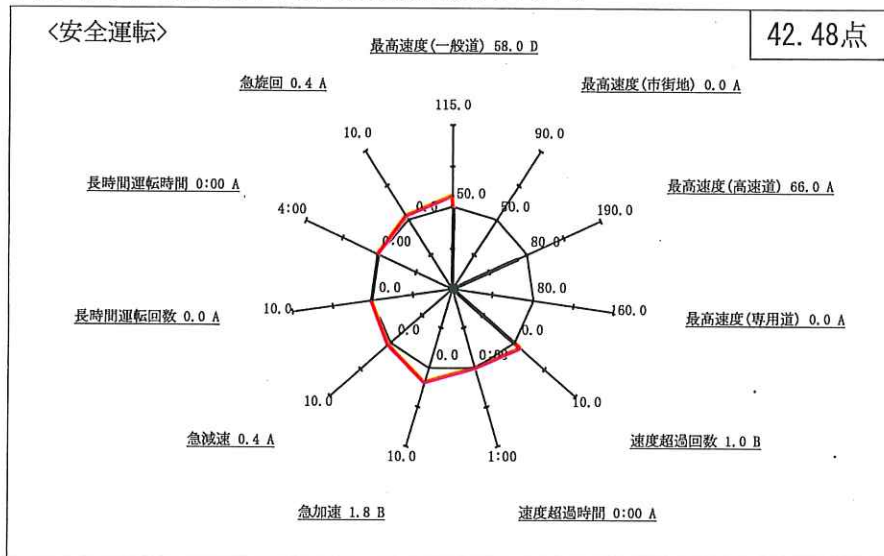 〈安全運転〉
42.48点
最高速度(一般道) 58.0 D
急旋回 0.4 A
最高速度(市街地) 0.0 A
115.0
10.0
90.0
長時間運転時間 0:00 A
最高速度(高速道) 66.0 A
4:00
0.0
50.0
50.0
190.0
0:00
80.0
長時間運転回数 0.0 A
10.0
0.0
80.0
160.0
最高速度(専用道) 0.0 A
0.0
0.0
0:00
0.0
10.0
10.0
急減速 0.4 A
10.0
1:00
速度超過回数 1.0 B
急加速 1.8 B
速度超過時間 0:00 A